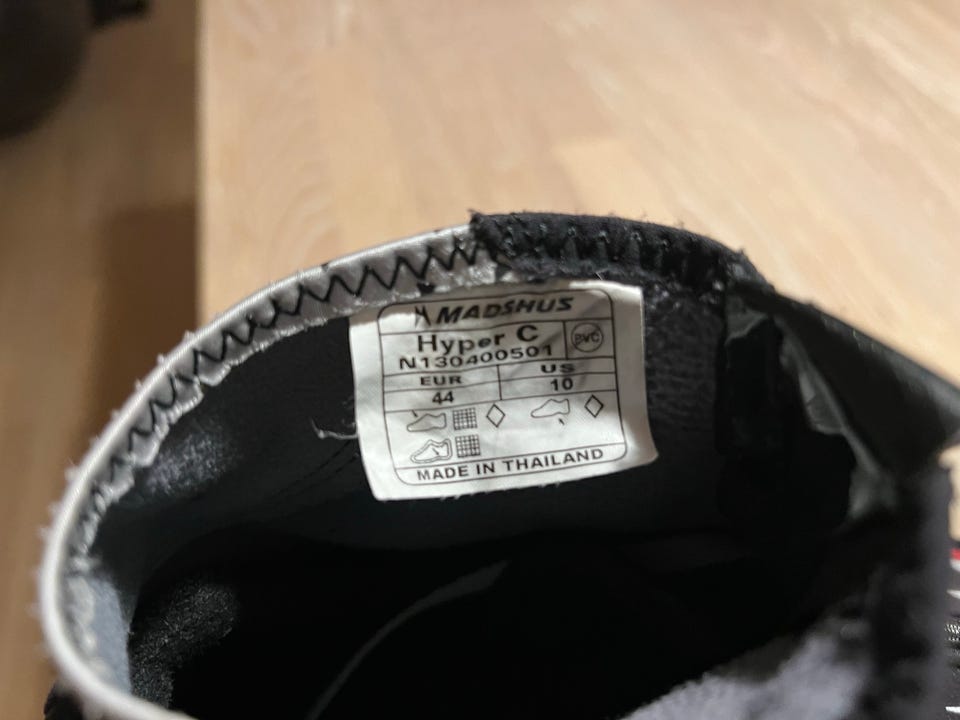 MADSHUS
Hyper C PVC
N130400501
EUR US
44 10
MADE IN THAILAND